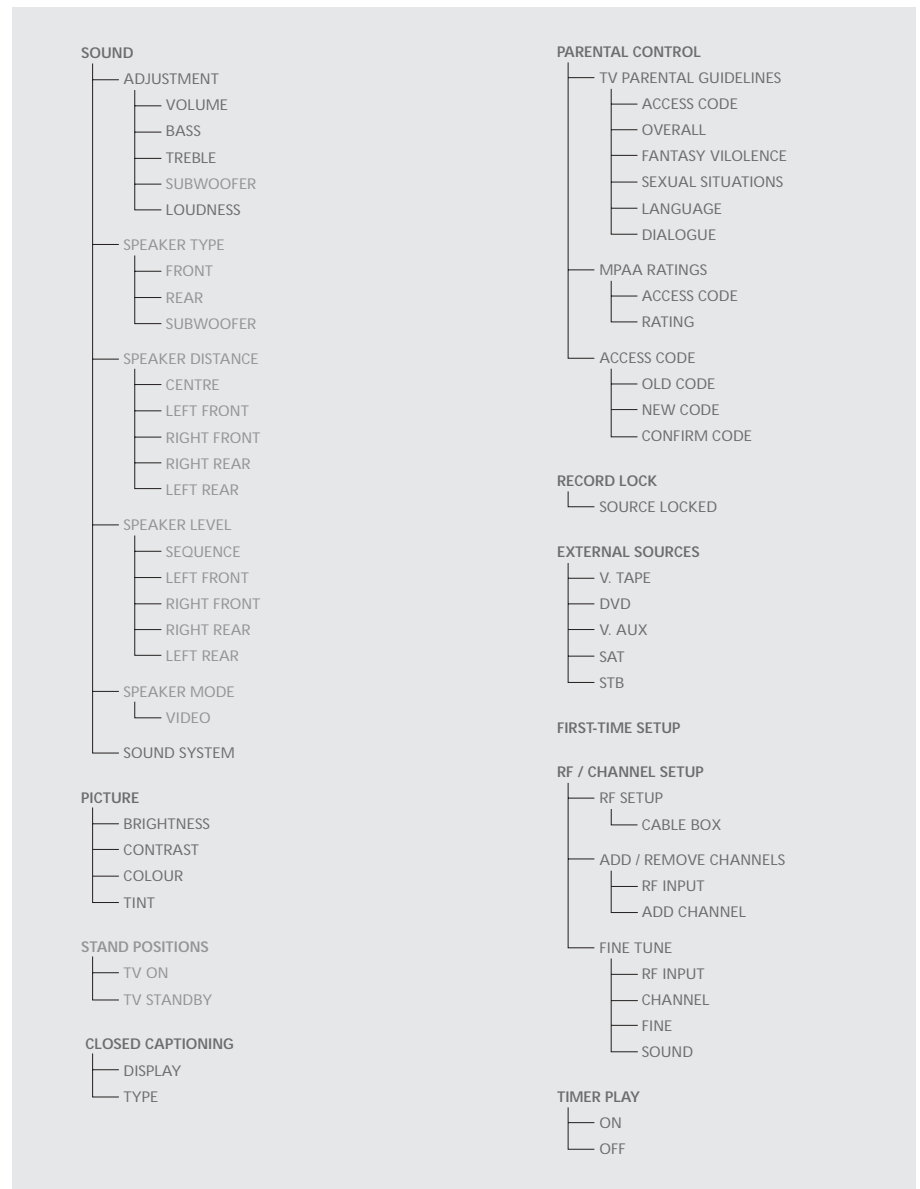 SOUND
ADJUSTMENT
VOLUME
BASS
TREBLE
SUBWOOFER
LOUDNESS
SPEAKER TYPE
FRONT
REAR
SUBWOOFER
SPEAKER DISTANCE
CENTRE
LEFT FRONT
RIGHT FRONT
RIGHT REAR
LEFT REAR
SPEAKER LEVEL
SEQUENCE
LEFT FRONT
RIGHT FRONT
RIGHT REAR
LEFT REAR
SPEAKER MODE
VIDEO
SOUND SYSTEM
PICTURE
BRIGHTNESS
CONTRAST
COLOUR
TINT
STAND POSITIONS
TV ON
TV STANDBY
CLOSED CAPTIONING
DISPLAY
TYPE
PARENTAL CONTROL
TV PARENTAL GUIDELINES
ACCESS CODE
OVERALL
FANTASY VILOLENCE
SEXUAL SITUATIONS
LANGUAGE
DIALOGUE
MPAA RATINGS
ACCESS CODE
RATING
ACCESS CODE
OLD CODE
NEW CODE
CONFIRM CODE
RECORD LOCK
SOURCE LOCKED
EXTERNAL SOURCES
V. TAPE
DVD
V. AUX
SAT
STB
FIRST-TIME SETUP
RF / CHANNEL SETUP
RF SETUP
CABLE BOX
ADD / REMOVE CHANNELS
RF INPUT
ADD CHANNEL
FINE TUNE
RF INPUT
CHANNEL
FINE
SOUND
TIMER PLAY
ON
OFF